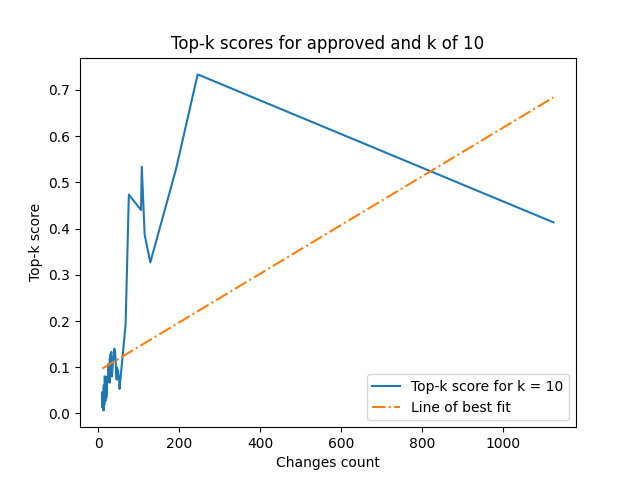 Top-k scores for approved and k of 10
Top-k score
0.7
0.6
0.5
0.4
0.3
0.2
0.1
0.0
0 200 400 600 800 1000
Changes count
Top-k score for k = 10
Line of best fit